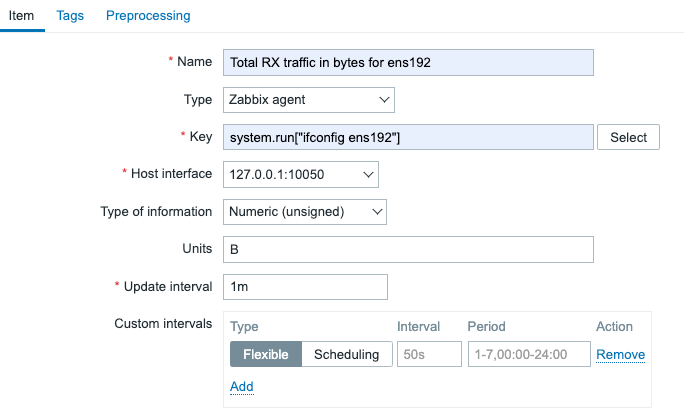 Item Tags Preprocessing
* Name Total RX traffic in bytes for ens192
Type Zabbix agent
* Key system.run["ifconfig ens192"] Select
* Host interface 127.0.0.1:10050
Type of information Numeric (unsigned)
Units B
* Update interval 1m
Custom intervals Type Interval Period Action
Flexible Scheduling 50s 1-7,00:00-24:00 Remove
Add